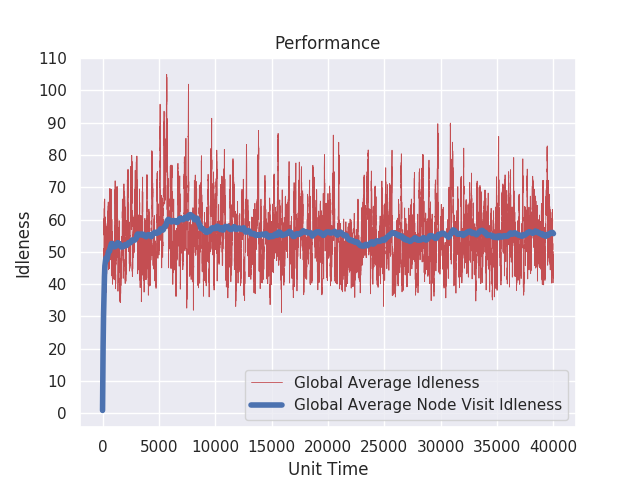 Performance
110
100
90
80
70
60
50
40
30
20
10
0
Idleness
Global Average Idleness
Global Average Node Visit Idleness
0 5000 10000 15000 20000 25000 30000 35000 40000
Unit Time